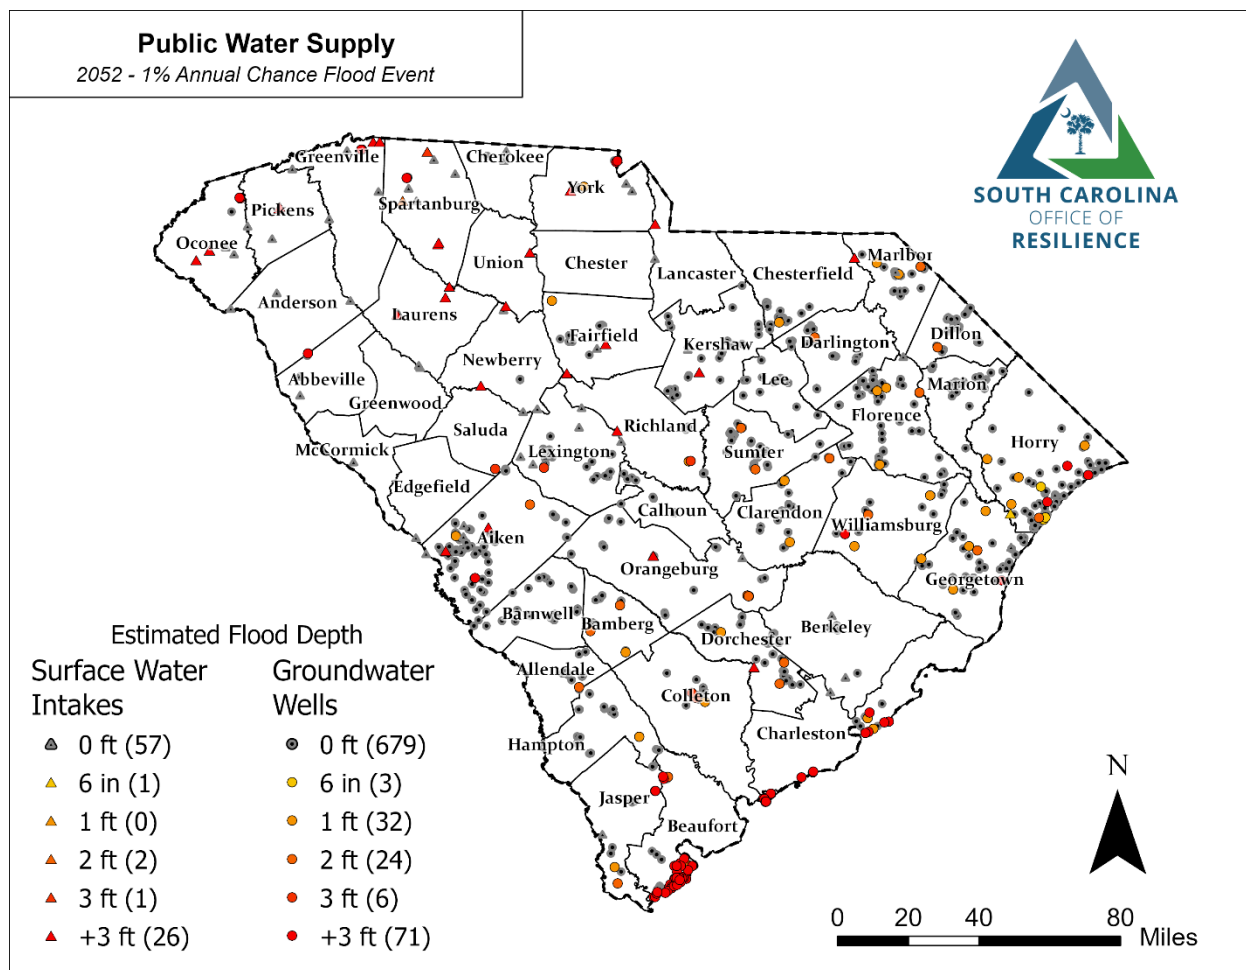 Public Water Supply
2052 - 1% Annual Chance Flood Event
SOUTH CAROLINA
OFFICE OF
RESILIENCE
Greenville
Cherokee
York
Pickens
Spartanburg
Oconee
Union
Chester
Lancaster
Chesterfield
Marlbor
Anderson
Laurens
Fairfield
Kershaw
Darlington
Dillon
Newberry
Lee
Marion
Abbeville
Greenwood
Florence
Saluda
Richland
Horry
McCormick
Lexington
Sumter
Edgefield
Calhoun
Clarendon
Williamsburg
Aiken
Orangeburg
Georgetown
Barnwell
Bamberg
Dorchester
Berkeley
Allendale
Colleton
Charleston
Hampton
Jasper
Beaufort
Estimated Flood Depth
Surface Water
Intakes
0 ft (57)
6 in (1)
1 ft (0)
2 ft (2)
3 ft (1)
+3 ft (26)
Groundwater
Wells
0 ft (679)
6 in (3)
1 ft (32)
2 ft (24)
3 ft (6)
+3 ft (71)
N
0 20 40 80
Miles